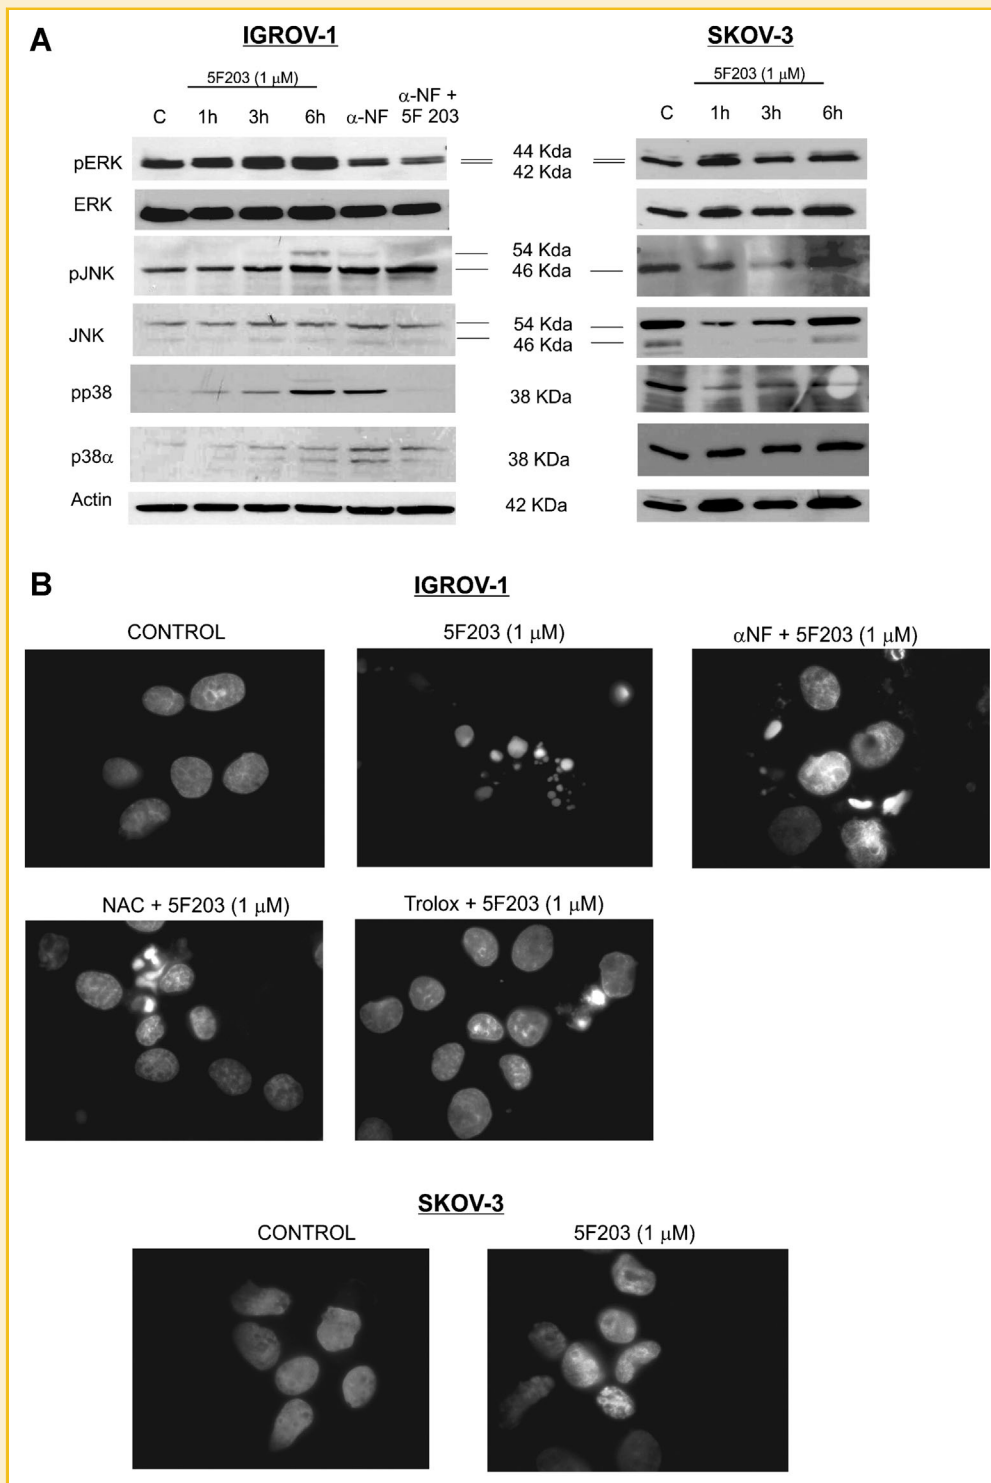 A
IGROV-1
SKOV-3
5F203 (1 μM)
5F203 (1 μM)
C 1h 3h 6h α-NF α-NF + 5F 203
C 1h 3h 6h
pERK
44 Kda
42 Kda
ERK
pJNK
54 Kda
46 Kda
JNK
54 Kda
46 Kda
pp38
38 KDa
p38α
38 KDa
Actin
42 KDa
B
IGROV-1
CONTROL
5F203 (1 μM)
αNF + 5F203 (1 μM)
NAC + 5F203 (1 μM)
Trolox + 5F203 (1 μM)
SKOV-3
CONTROL
5F203 (1 μM)